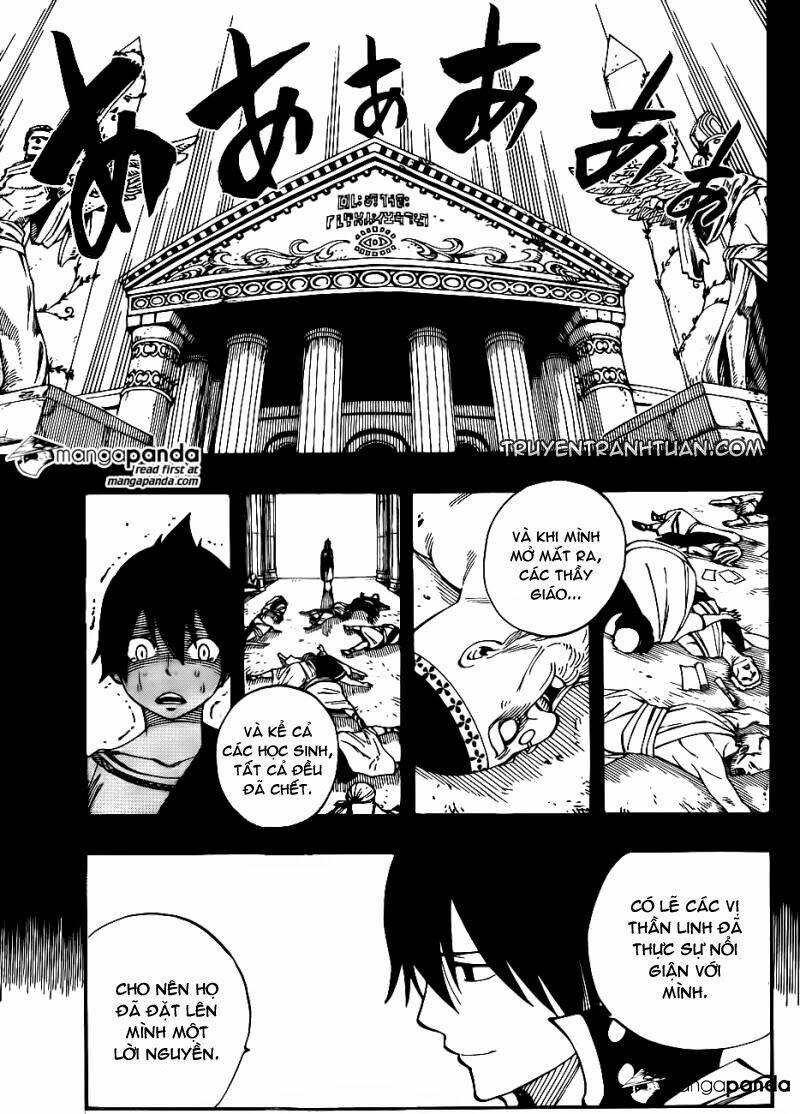 あああああああ
mangapanda
read first at
mangapanda.com
TRUYENTRANHTUAN.COM
VÀ KHI MÌNH
MỞ MẮT RA,
CÁC THẦY
GIÁO...
VÀ KỂ CẢ
CÁC HỌC SINH,
TẤT CẢ ĐỀU
ĐÃ CHẾT.
CÓ LẼ CÁC VỊ
THẦN LINH ĐÃ
THỰC SỰ NỔI
GIẬN VỚI
MÌNH.
CHO NÊN HỌ
ĐÃ ĐẶT LÊN
MÌNH MỘT
LỜI NGUYỀN.
mangapanda